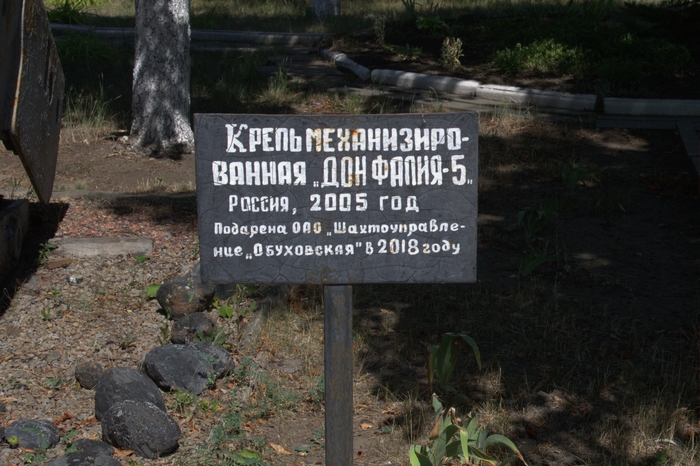 Крепь механизиро-
ванная „Дон Фалия-5„
Россия, 2005 год
Подарена ОАО „Шахтоуправле-
ние „Обуховская" в 2018 году